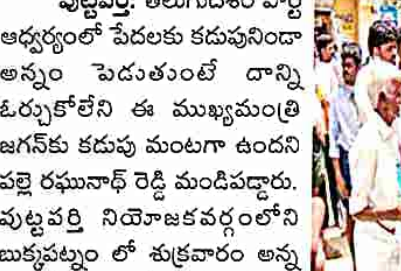 పుట్టపర్తి: తెలుగుదేశం పార్టీ
ఆధ్వర్యంలో పేదలకు కడుపునిండా
అన్నం పెడుతుంటే దాన్ని
ఓర్చుకోలేని ఈ ముఖ్యమంత్రి
జగన్‌కు కడుపు మంటగా ఉందని
పల్లె రఘునాథ్ రెడ్డి మండిపడ్డారు.
పుట్టపర్తి నియోజకవర్గంలోని
బుక్కపట్నం లో శుక్రవారం అన్న